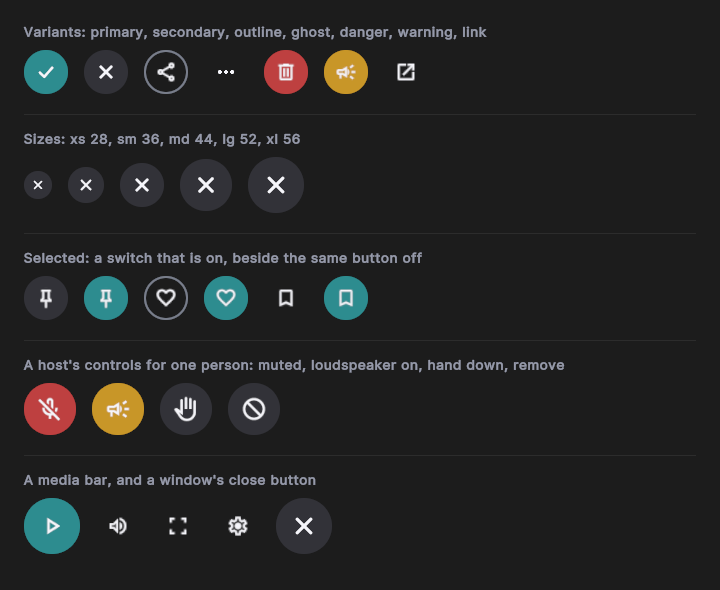 Variants: primary, secondary, outline, ghost, danger, warning, link
Sizes: xs 28, sm 36, md 44, lg 52, xl 56
Selected: a switch that is on, beside the same button off
A host's controls for one person: muted, loudspeaker on, hand down, remove
A media bar, and a window's close button